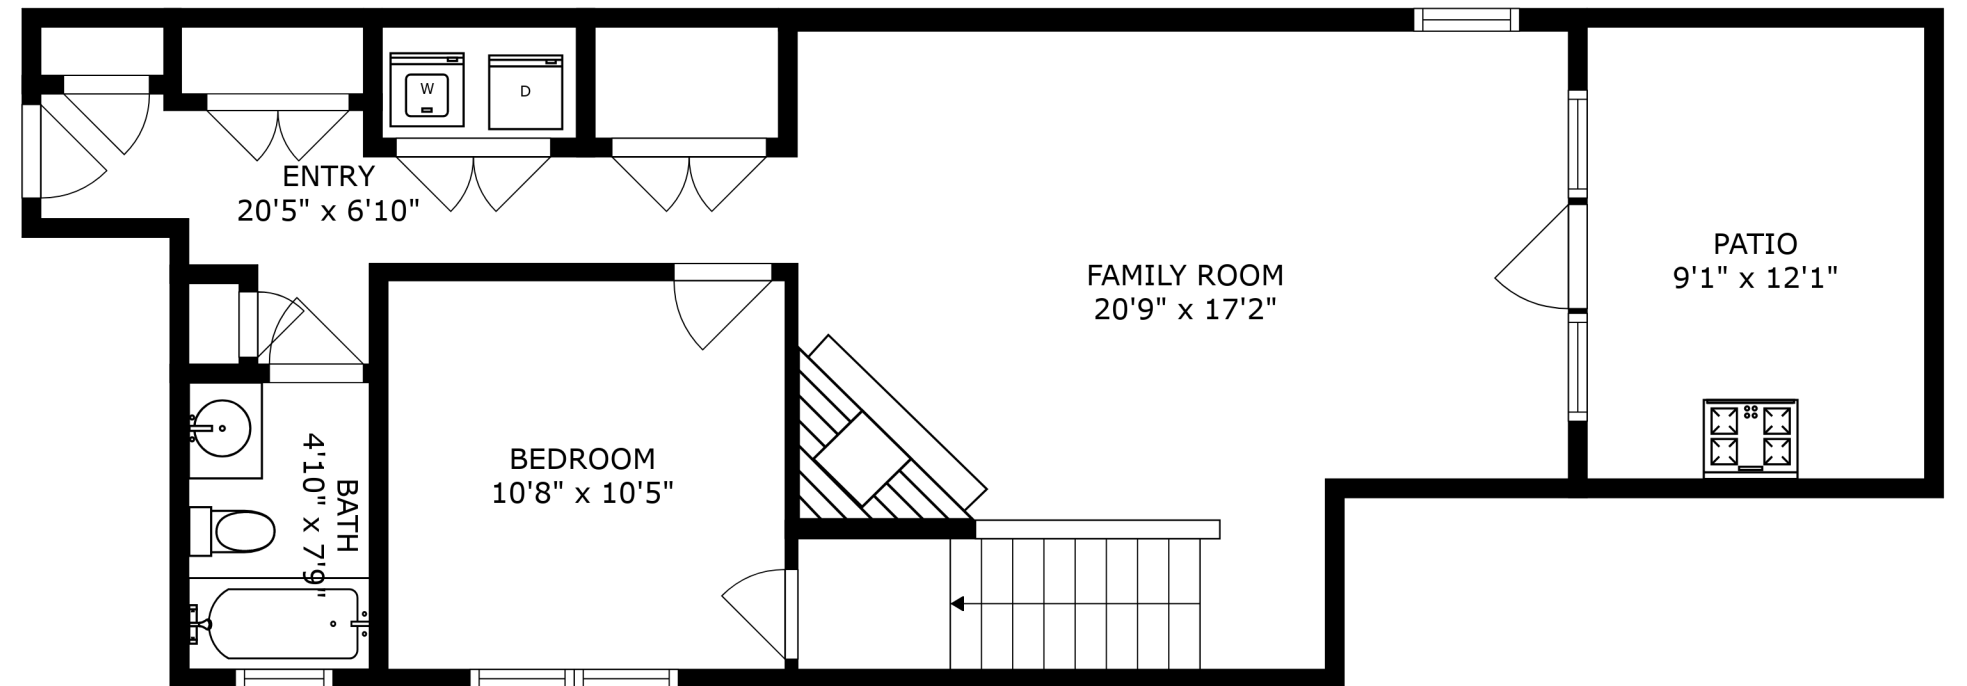 W
D
ENTRY
20'5" x 6'10"
PATIO
9'1" x 12'1"
FAMILY ROOM
20'9" x 17'2"
BEDROOM
10'8" x 10'5"
BATH
4'10" x 7'9"